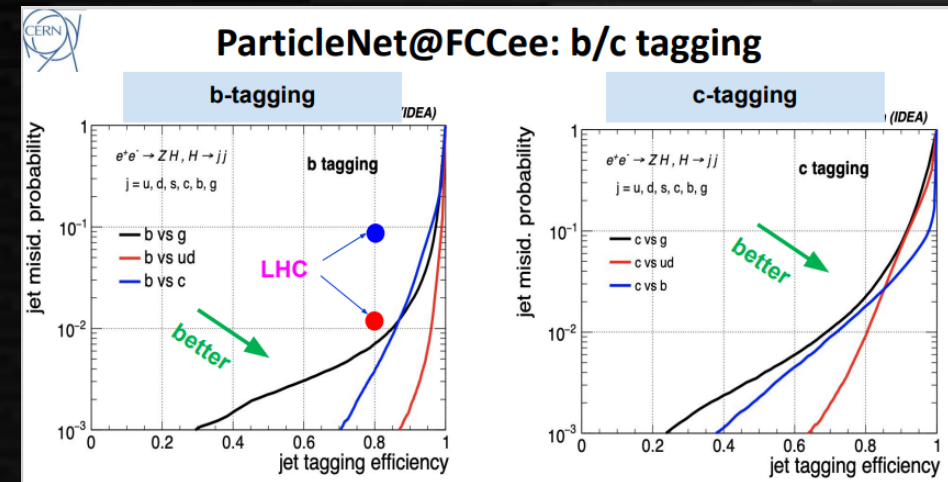 CERN
ParticleNet@FCCee: b/c tagging
b-tagging
(IDEA)
jet misid. probability
1
10⁻¹
10⁻²
10⁻³
e⁺e⁻ → ZH, H → jj
j = u, d, s, c, b, g
b tagging
b vs g
b vs ud
b vs c
LHC
better
0
0.2
0.4
0.6
0.8
1
jet tagging efficiency
c-tagging
(IDEA)
jet misid. probability
1
10⁻¹
10⁻²
10⁻³
e⁺e⁻ → ZH, H → jj
j = u, d, s, c, b, g
c tagging
c vs g
c vs ud
c vs b
better
0
0.2
0.4
0.6
0.8
1
jet tagging efficiency